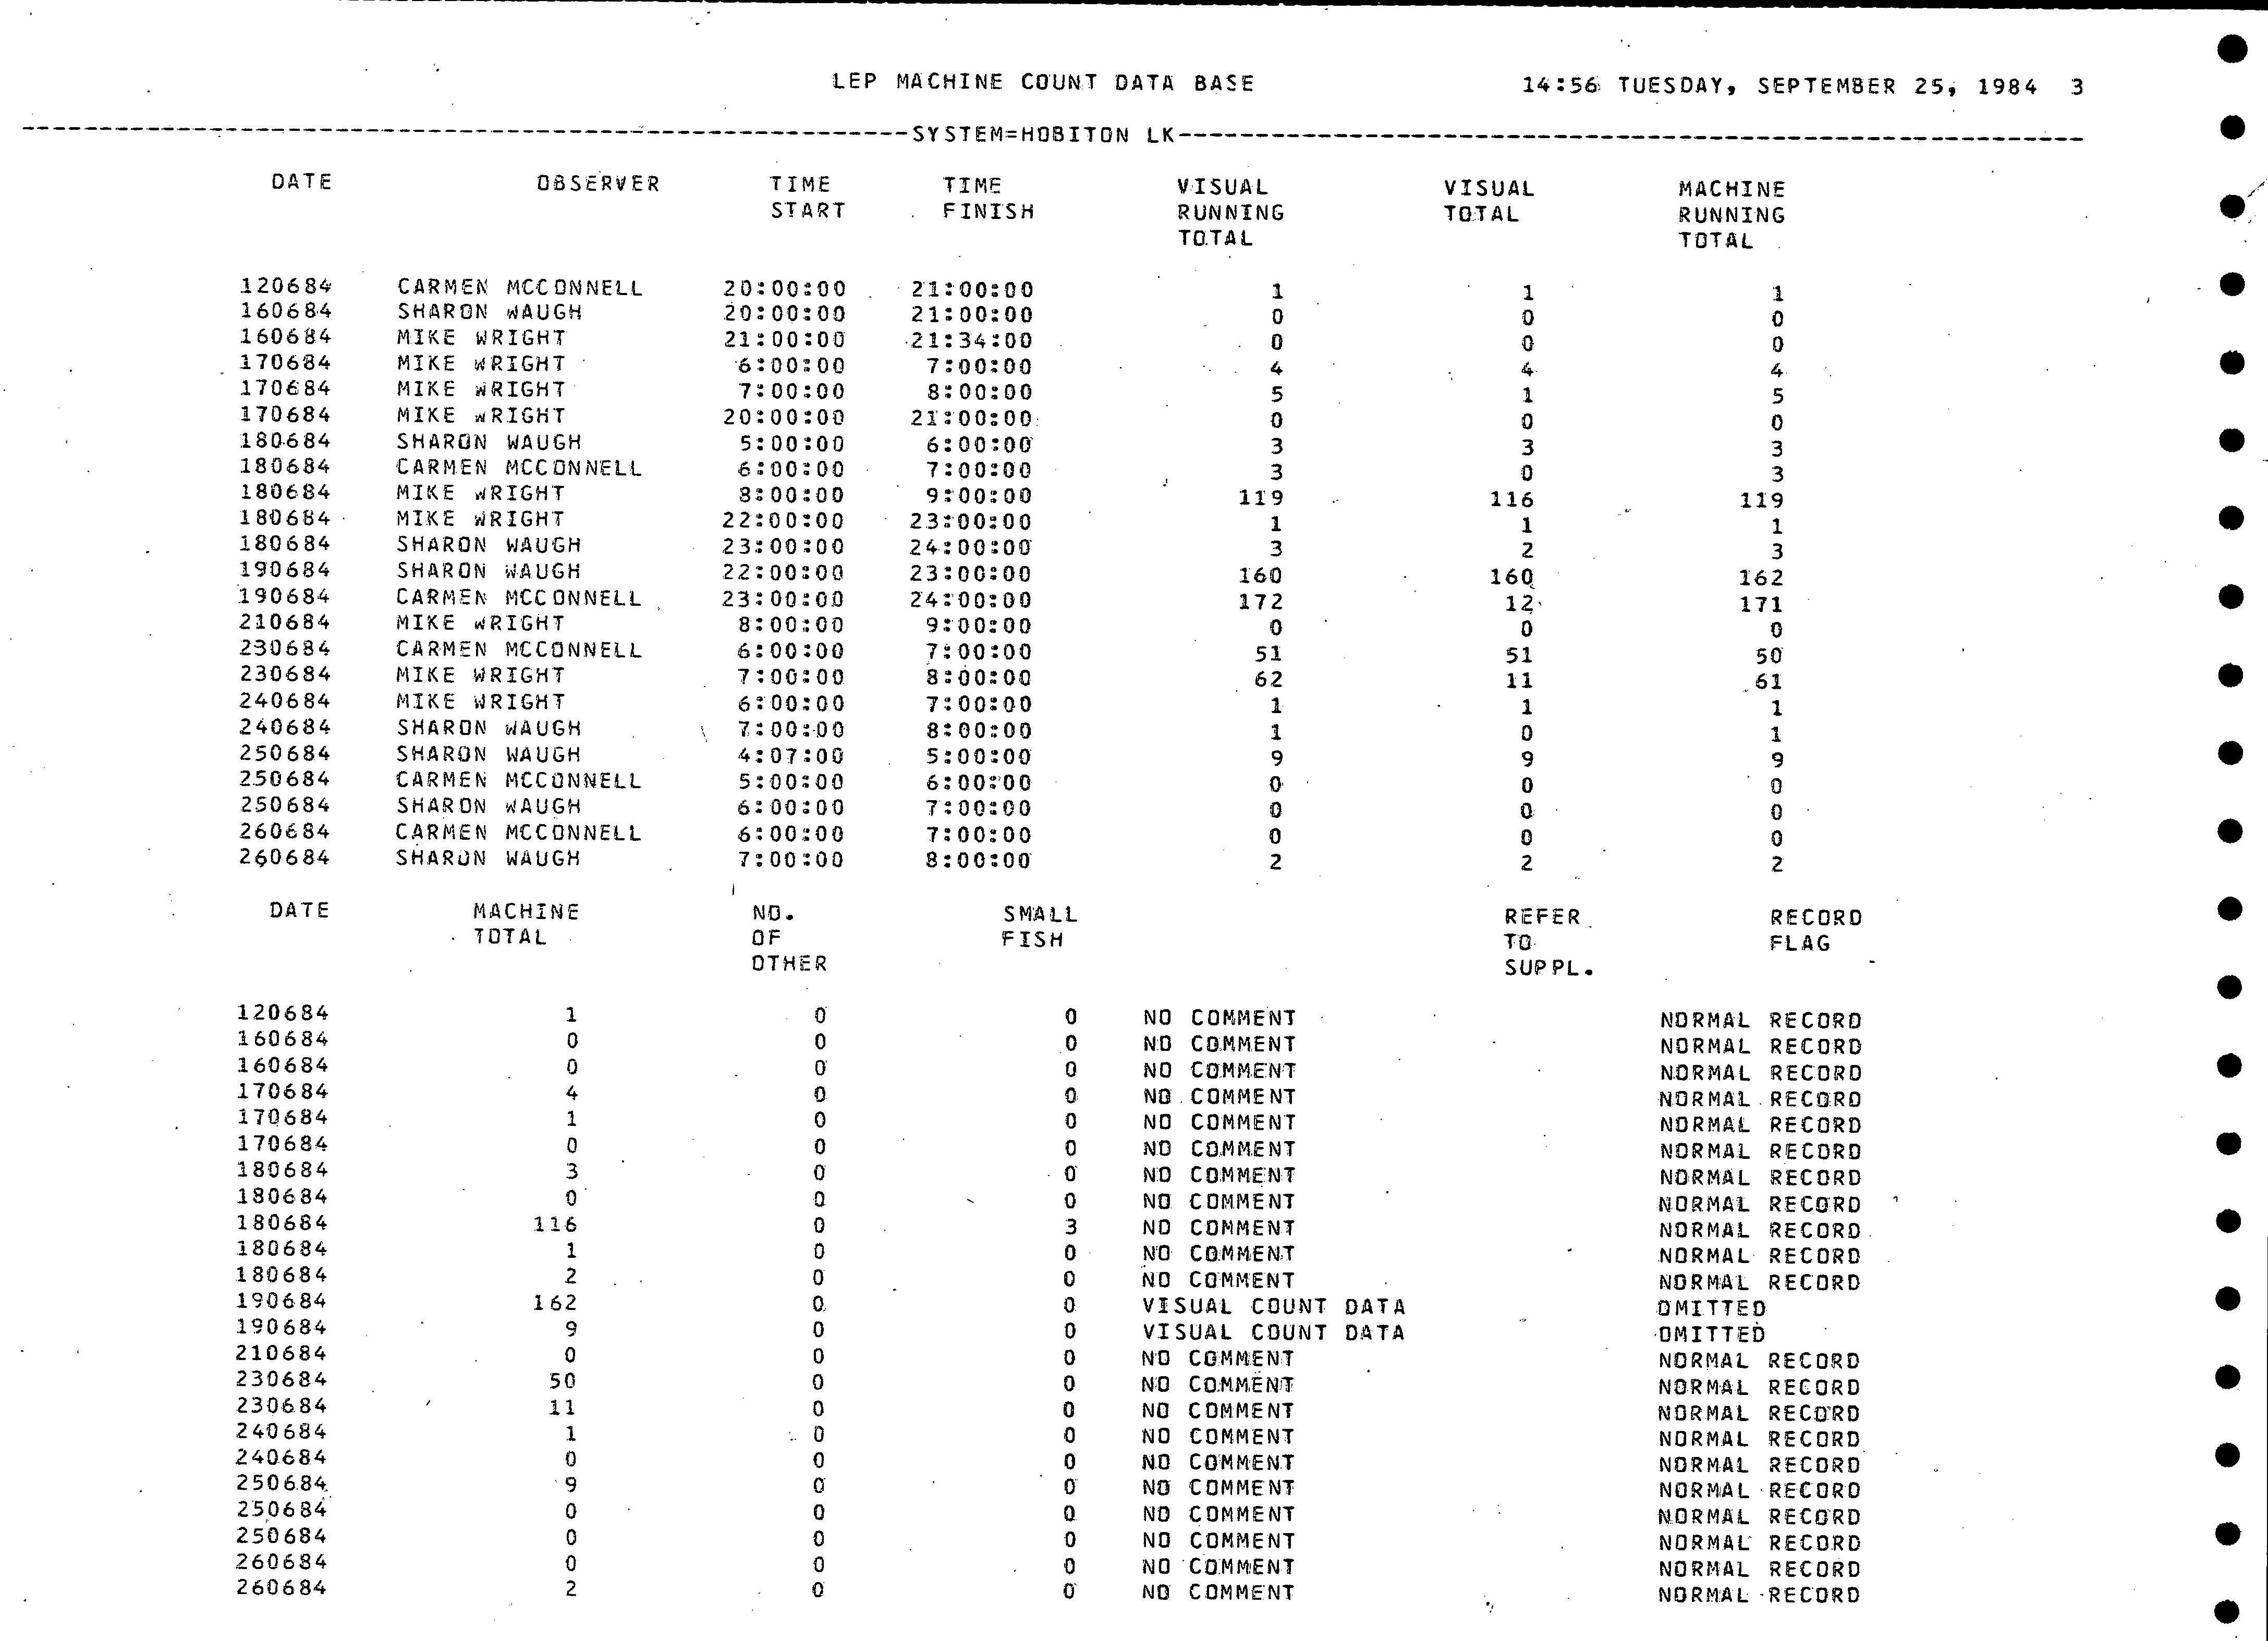 LEP MACHINE COUNT DATA BASE 14:56 TUESDAY, SEPTEMBER 25, 1984 3
SYSTEM=HOBITON LK
DATE OBSERVER TIME TIME VISUAL VISUAL MACHINE
START FINISH RUNNING TOTAL RUNNING
TOTAL TOTAL
120684 CARMEN MCCONNELL 20:00:00 21:00:00 1 1 1
160684 SHARON WAUGH 20:00:00 21:00:00 0 0 0
160684 MIKE WRIGHT 21:00:00 21:34:00 0 0 0
170684 MIKE WRIGHT 6:00:00 7:00:00 4 4 4
170684 MIKE WRIGHT 7:00:00 8:00:00 5 1 5
170684 MIKE WRIGHT 20:00:00 21:00:00 0 0 0
180684 SHARON WAUGH 5:00:00 6:00:00 3 3 3
180684 CARMEN MCCONNELL 6:00:00 7:00:00 3 0 3
180684 MIKE WRIGHT 8:00:00 9:00:00 119 116 119
180684 MIKE WRIGHT 22:00:00 23:00:00 1 1 1
180684 SHARON WAUGH 23:00:00 24:00:00 3 2 3
190684 SHARON WAUGH 22:00:00 23:00:00 160 160 162
190684 CARMEN MCCONNELL 23:00:00 24:00:00 172 12 171
210684 MIKE WRIGHT 8:00:00 9:00:00 0 0 0
230684 CARMEN MCCONNELL 6:00:00 7:00:00 51 51 50
230684 MIKE WRIGHT 7:00:00 8:00:00 62 11 61
240684 MIKE WRIGHT 6:00:00 7:00:00 1 1 1
240684 SHARON WAUGH 7:00:00 8:00:00 1 0 1
250684 SHARON WAUGH 4:07:00 5:00:00 9 9 9
250684 CARMEN MCCONNELL 5:00:00 6:00:00 0 0 0
250684 SHARON WAUGH 6:00:00 7:00:00 0 0 0
260684 CARMEN MCCONNELL 6:00:00 7:00:00 0 0 0
260684 SHARON WAUGH 7:00:00 8:00:00 2 2 2
DATE MACHINE NO. SMALL REFER RECORD
TOTAL OF FISH TO FLAG
OTHER SUPPL.
120684 1 0 0 NO COMMENT NORMAL RECORD
160684 0 0 0 NO COMMENT NORMAL RECORD
160684 0 0 0 NO COMMENT NORMAL RECORD
170684 4 0 0 NO COMMENT NORMAL RECORD
170684 1 0 0 NO COMMENT NORMAL RECORD
170684 0 0 0 NO COMMENT NORMAL RECORD
180684 3 0 0 NO COMMENT NORMAL RECORD
180684 0 0 0 NO COMMENT NORMAL RECORD
180684 116 0 3 NO COMMENT NORMAL RECORD
180684 1 0 0 NO COMMENT NORMAL RECORD
180684 2 0 0 NO COMMENT NORMAL RECORD
190684 162 0 0 VISUAL COUNT DATA OMITTED
190684 9 0 0 VISUAL COUNT DATA OMITTED
210684 0 0 0 NO COMMENT NORMAL RECORD
230684 50 0 0 NO COMMENT NORMAL RECORD
230684 11 0 0 NO COMMENT NORMAL RECORD
240684 1 0 0 NO COMMENT NORMAL RECORD
240684 0 0 0 NO COMMENT NORMAL RECORD
250684 9 0 0 NO COMMENT NORMAL RECORD
250684 0 0 0 NO COMMENT NORMAL RECORD
250684 0 0 0 NO COMMENT NORMAL RECORD
260684 0 0 0 NO COMMENT NORMAL RECORD
260684 2 0 0 NO COMMENT NORMAL RECORD